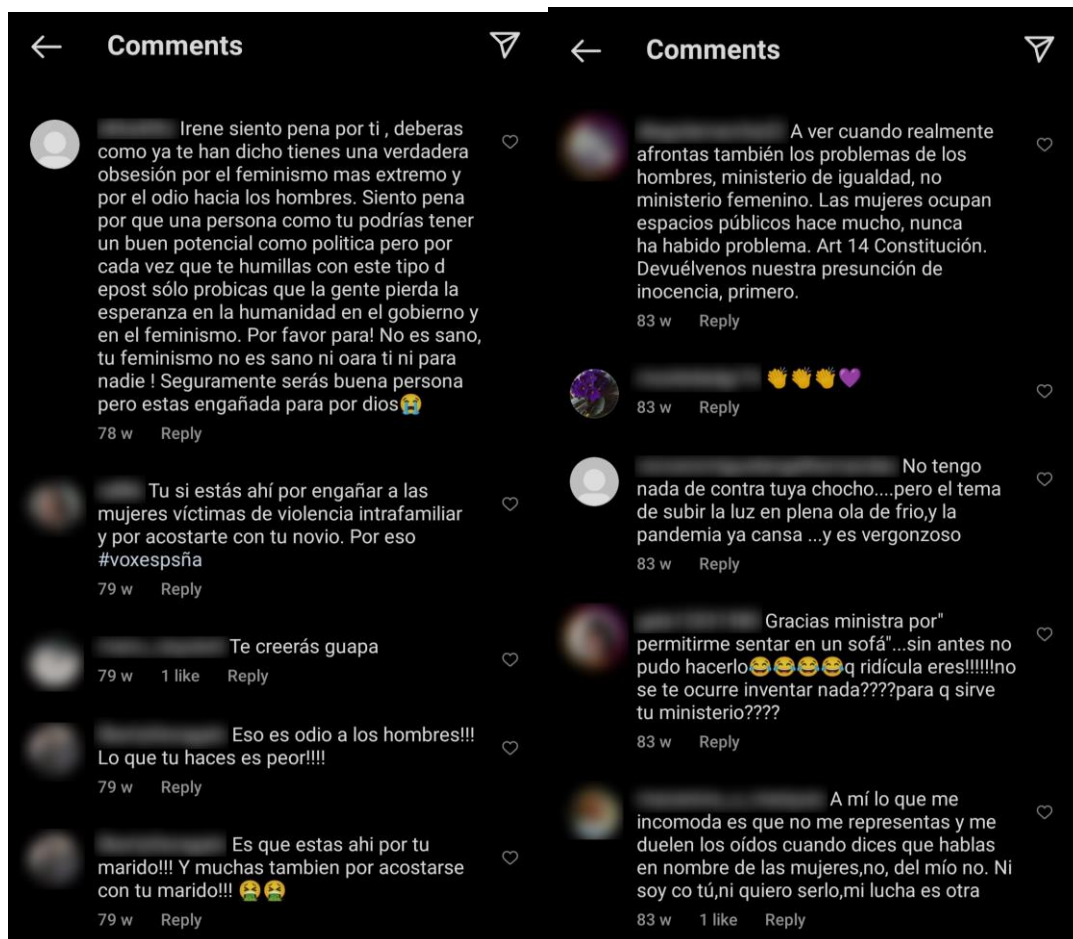 Comments
Irene siento pena por ti , deberas
como ya te han dicho tienes una verdadera
obsesión por el feminismo mas extremo y
por el odio hacia los hombres. Siento pena
por que una persona como tu podrías tener
un buen potencial como politica pero por
cada vez que te humillas con este tipo d
epost sólo probicas que la gente pierda la
esperanza en la humanidad en el gobierno y
en el feminismo. Por favor para! No es sano,
tu feminismo no es sano ni oara ti ni para
nadie ! Seguramente serás buena persona
pero estas engañada para por dios😭
78 w Reply
Tu si estás ahí por engañar a las
mujeres víctimas de violencia intrafamiliar
y por acostarte con tu novio. Por eso
#voxespsña
79 w Reply
Te creerás guapa
79 w 1 like Reply
Eso es odio a los hombres!!!
Lo que tu haces es peor!!!!
79 w Reply
Es que estas ahi por tu
marido!!! Y muchas tambien por acostarse
con tu marido!!! 🤮🤮
79 w Reply
Comments
A ver cuando realmente
afrontas también los problemas de los
hombres, ministerio de igualdad, no
ministerio femenino. Las mujeres ocupan
espacios públicos hace mucho, nunca
ha habido problema. Art 14 Constitución.
Devuélvenos nuestra presunción de
inocencia, primero.
83 w Reply
👏👏👏💜
83 w Reply
No tengo
nada de contra tuya chocho....pero el tema
de subir la luz en plena ola de frio,y la
pandemia ya cansa ...y es vergonzoso
83 w Reply
Gracias ministra por"
permitirme sentar en un sofá"...sin antes no
pudo hacerlo😂😂😂😂q ridícula eres!!!!!!no
se te ocurre inventar nada????para q sirve
tu ministerio????
83 w Reply
A mí lo que me
incomoda es que no me representas y me
duelen los oídos cuando dices que hablas
en nombre de las mujeres,no, del mío no. Ni
soy co tú,ni quiero serlo,mi lucha es otra
83 w 1 like Reply